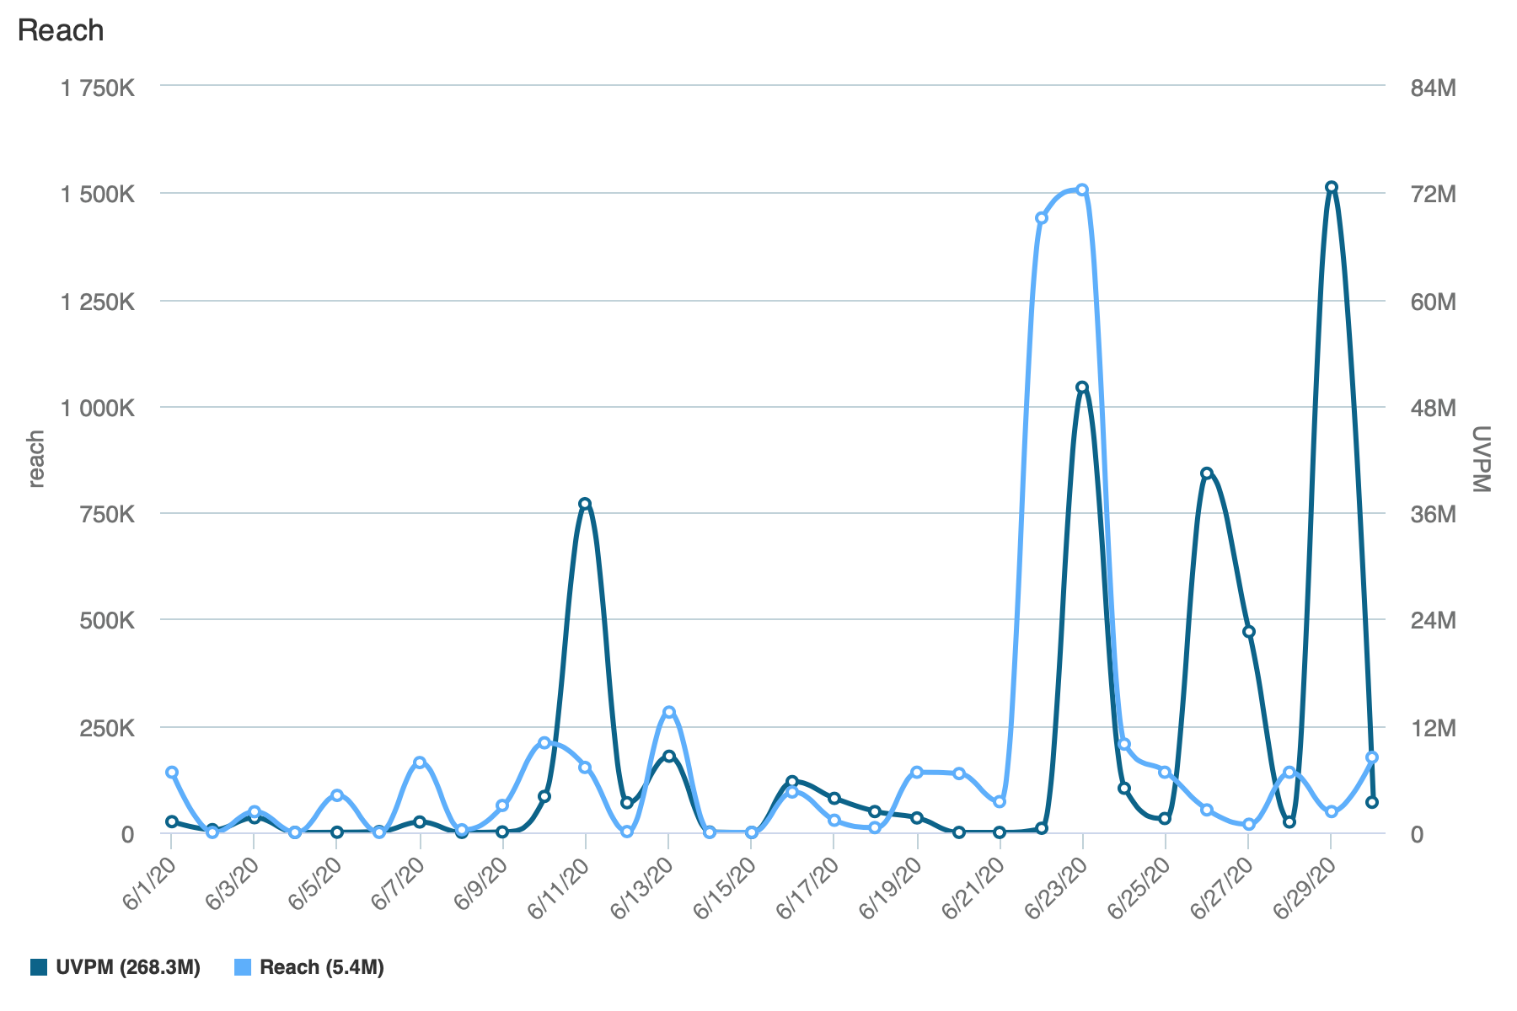 Reach
1 750K
84M
1 500K
72M
1 250K
60M
1 000K
48M
reach
UVPM
750K
36M
500K
24M
250K
12M
0
0
6/1/20
6/3/20
6/5/20
6/7/20
6/9/20
6/11/20
6/13/20
6/15/20
6/17/20
6/19/20
6/21/20
6/23/20
6/25/20
6/27/20
6/29/20
UVPM (268.3M)
Reach (5.4M)